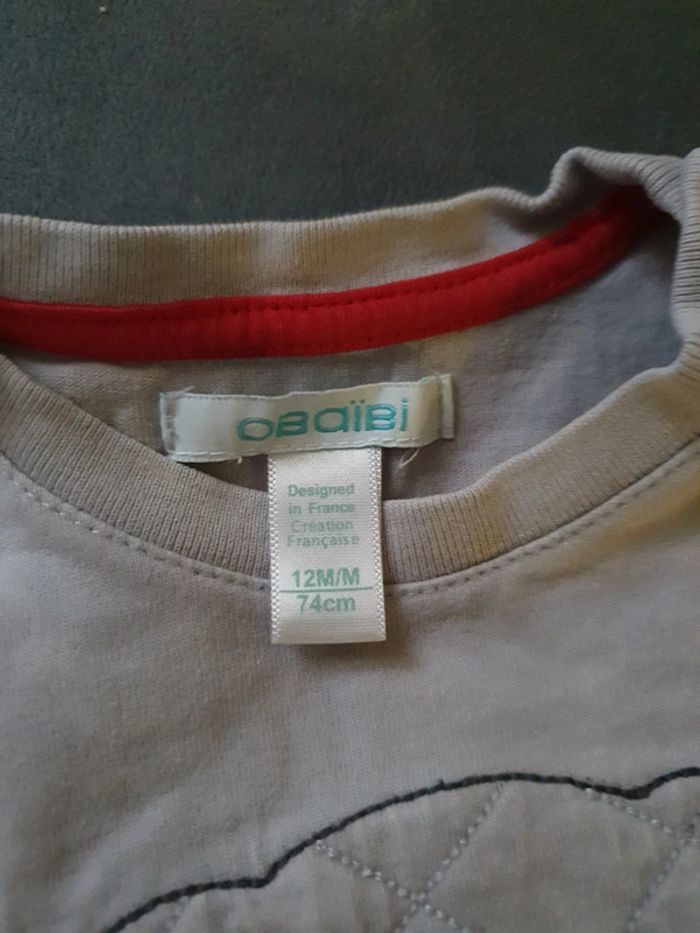 OBaïBi
Designed
in France
Création
Française
12M/M
74cm